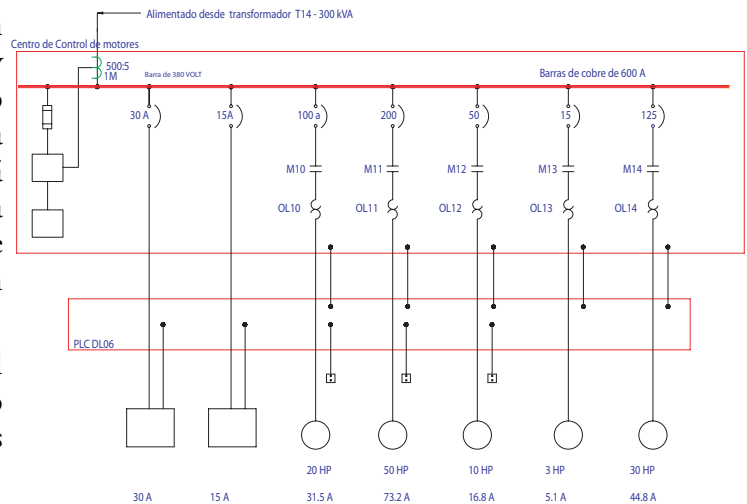 Alimentado desde transformador T14 - 300 kVA
Centro de Control de motores
500:5
1M
Barra de 380 VOLT
Barras de cobre de 600 A
30 A
15A
100 a
200
50
15
125
M10
M11
M12
M13
M14
OL10
OL11
OL12
OL13
OL14
PLC DL06
20 HP
50 HP
10 HP
3 HP
30 HP
30 A
15 A
31.5 A
73.2 A
16.8 A
5.1 A
44.8 A